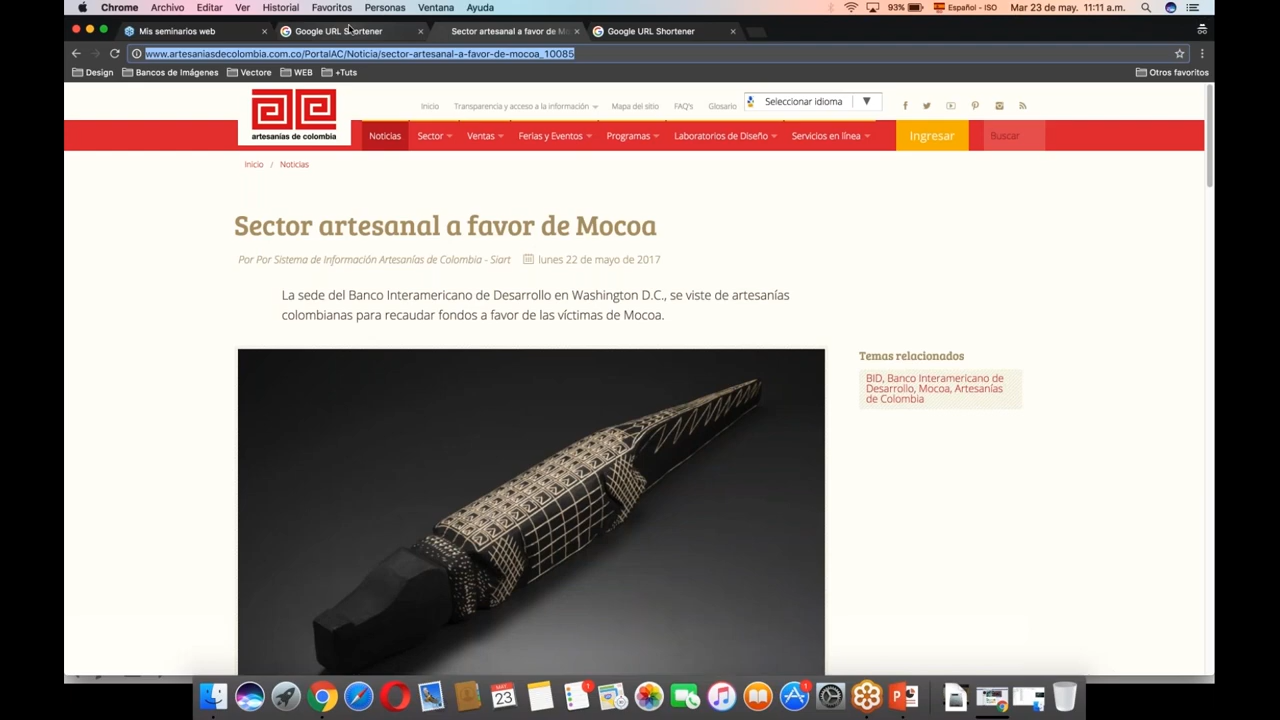 Chrome Archivo Editar Ver Historial Favoritos Personas Ventana Ayuda 93% Español - ISO Mar 23 de may. 11:11 a.m.
Mis seminarios web Google URL Shortener Sector artesanal a favor de M Google URL Shortener
www.artesaniasdecolombia.com.co/PortalAC/Noticia/sector-artesanal-a-favor-de-mocoa_10085
Design Bancos de Imágenes Vectore WEB +Tuts Otros favoritos
Inicio Transparencia y acceso a la información Mapa del sitio FAQ's Glosario Seleccionar idioma ▼
artesanías de colombia
Noticias Sector Ventas Ferias y Eventos Programas Laboratorios de Diseño Servicios en línea Ingresar Buscar
Inicio / Noticias
Sector artesanal a favor de Mocoa
Por Por Sistema de Información Artesanías de Colombia - Siart lunes 22 de mayo de 2017
La sede del Banco Interamericano de Desarrollo en Washington D.C., se viste de artesanías
colombianas para recaudar fondos a favor de las víctimas de Mocoa.
Temas relacionados
BID, Banco Interamericano de
Desarrollo, Mocoa, Artesanías
de Colombia
MAY
23
1
1